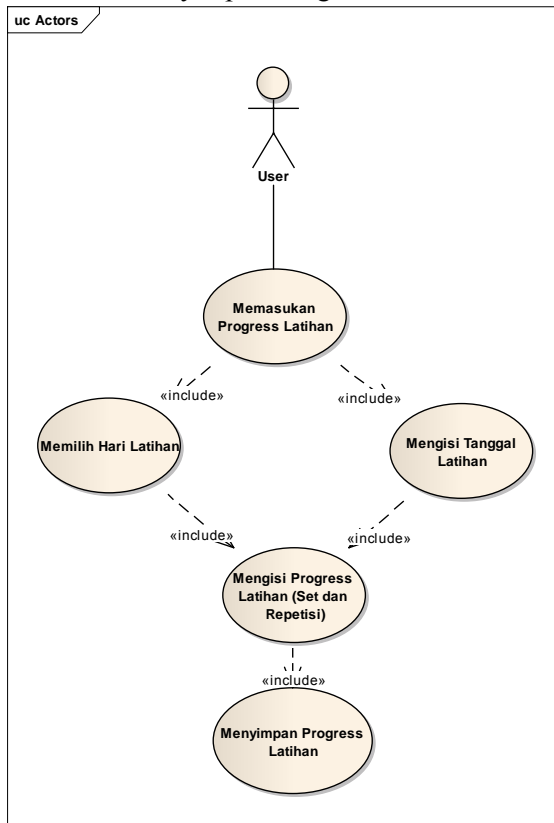 uc Actors
User
Memasukan
Progress Latihan
«include»
«include»
Memilih Hari Latihan
Mengisi Tanggal
Latihan
«include»
«include»
Mengisi Progress
Latihan (Set dan
Repetisi)
«include»
Menyimpan Progress
Latihan